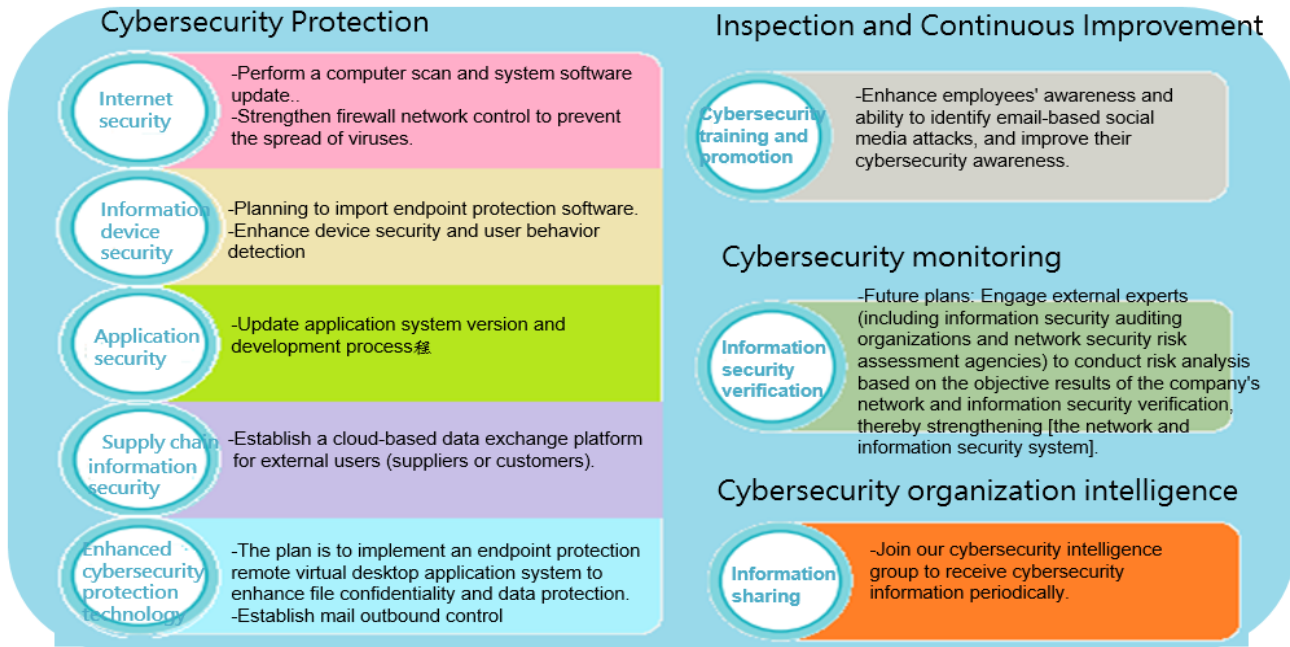 Cybersecurity Protection
Internet
security
-Perform a computer scan and system software
update..
-Strengthen firewall network control to prevent
the spread of viruses.
Information
device
security
-Planning to import endpoint protection software.
-Enhance device security and user behavior
detection
Application
security
-Update application system version and
development process程
Supply chain
information
security
-Establish a cloud-based data exchange platform
for external users (suppliers or customers).
Enhanced
cybersecurity
protection
technology
-The plan is to implement an endpoint protection
remote virtual desktop application system to
enhance file confidentiality and data protection.
-Establish mail outbound control
Inspection and Continuous Improvement
Cybersecurity
training and
promotion
-Enhance employees' awareness and
ability to identify email-based social
media attacks, and improve their
cybersecurity awareness.
Cybersecurity monitoring
Information
security
verification
-Future plans: Engage external experts
(including information security auditing
organizations and network security risk
assessment agencies) to conduct risk analysis
based on the objective results of the company's
network and information security verification,
thereby strengthening [the network and
information security system].
Cybersecurity organization intelligence
Information
sharing
-Join our cybersecurity intelligence
group to receive cybersecurity
information periodically.